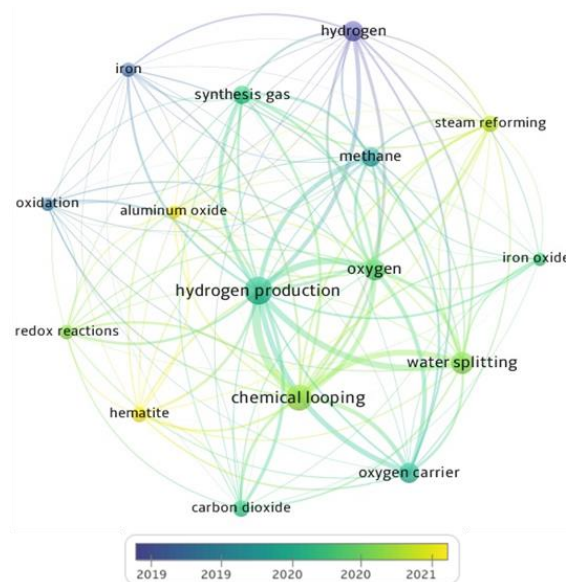 hydrogen
iron
synthesis gas
steam reforming
methane
oxidation
aluminum oxide
iron oxide
oxygen
hydrogen production
redox reactions
water splitting
chemical looping
hematite
oxygen carrier
carbon dioxide
2019 2019 2020 2020 2021